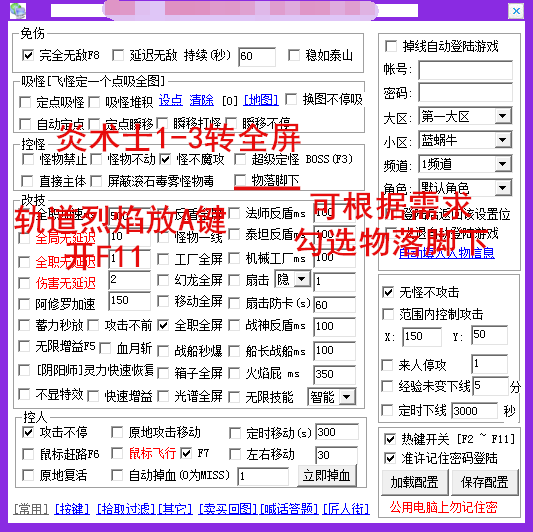 免伤
完全无敌F8 延迟无敌 持续(秒) 60 稳如泰山
吸怪[飞怪定一个点吸全图]
定点吸怪 吸怪堆积 设点 清除 [0] [地图] 换图不停吸
自动定点 定点瞬移 瞬移打怪 瞬移不停
炎术士1-3转全屏
控怪
怪物禁止 怪物不动 怪不魔攻 超级定怪 BOSS(F3)
直接主体 屏蔽滚石毒雾怪物毒 物落脚下
轨道烈焰放A键
开F11
可根据需求
勾选物落脚下
改技
全职加速 500 反盾全屏 法师反盾ms 100
全局无延迟 10 怪物一线 泰坦反盾ms 100
全职无延迟 1 工厂全屏 机械工厂ms 100
伤害无延迟 2 幻龙全屏 扇击 隐 1
阿修罗加速 150 移动全屏 扇击防卡(s) 60
蓄力秒放 攻击不前 全职全屏 战神反盾ms 100
无限增益F5 血月斩 战船秒爆 船长战船ms 100
[阴阳师]灵力快速恢复 箱子全屏 火焰屁 ms 350
不显特效 快速增益 光谱全屏 无限技能 智能
控人
攻击不停 原地攻击移动 定时移动(s) 300
鼠标赶路F6 鼠标飞行 F7 左右移动 30
原地复活 自动掉血(0为MISS) 1 立即掉血
[常用] [按键] [拾取过滤] [其它] [卖买回图] [喊话答题] [匠人街]
掉线自动登陆游戏
帐号:
密码:
大区: 第一大区
小区: 蓝蜗牛
频道: 1频道
角色: 默认角色
登陆后返回该设置位
自动填入人物信息
无怪不攻击
范围内控制攻击
X: 150 Y: 50
来人停攻 1
经验未变下线 5 分
定时下线 3000 秒
热键开关 [F2 ~ F11]
准许记住密码登陆
加载配置 保存配置
公用电脑上勿记住密